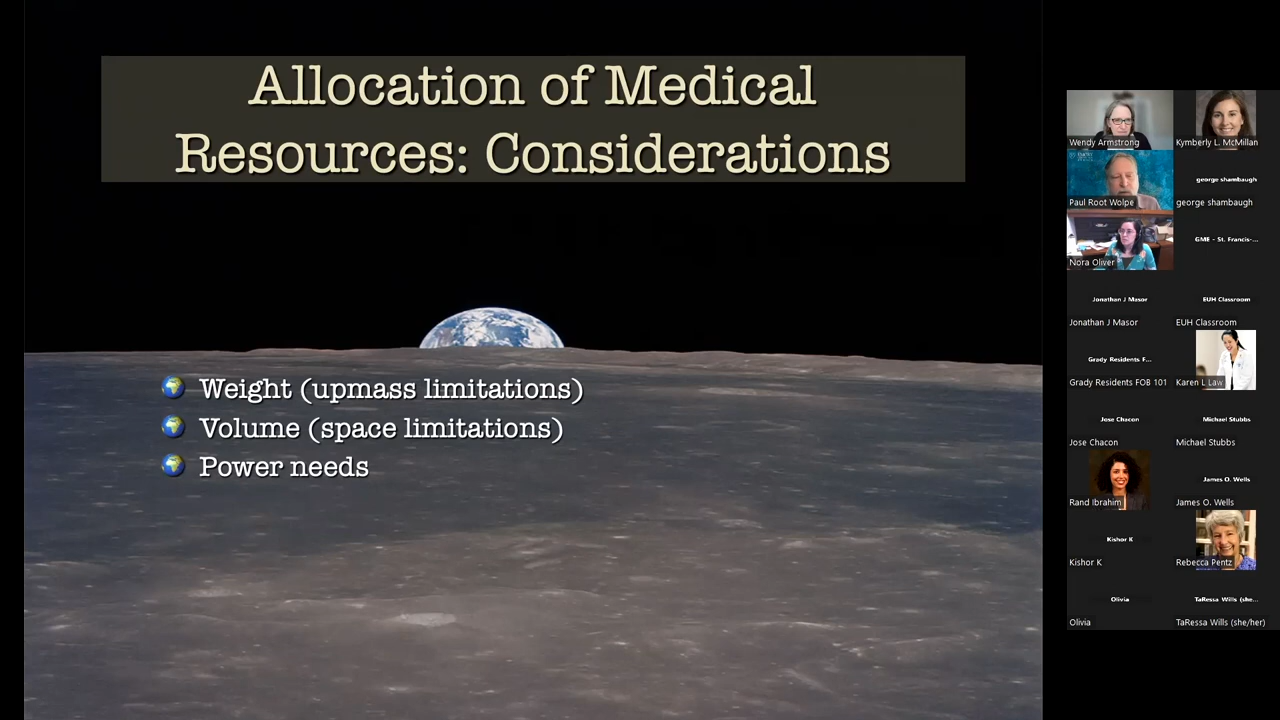 Allocation of Medical
Resources: Considerations
Weight (upmass limitations)
Volume (space limitations)
Power needs
Wendy Armstrong
Kymberly L. McMillan
Paul Root Wolpe
george shambaugh
george shambaugh
Nora Oliver
GME - St. Francis-...
Jonathan J Masor
Jonathan J Masor
EUH Classroom
EUH Classroom
Grady Residents F...
Grady Residents FOB 101
Karen L Law
Jose Chacon
Jose Chacon
Michael Stubbs
Michael Stubbs
Rand Ibrahim
James O. Wells
James O. Wells
Kishor K
Kishor K
Rebecca Pentz
Olivia
Olivia
TaRessa Wills (she...
TaRessa Wills (she/her)